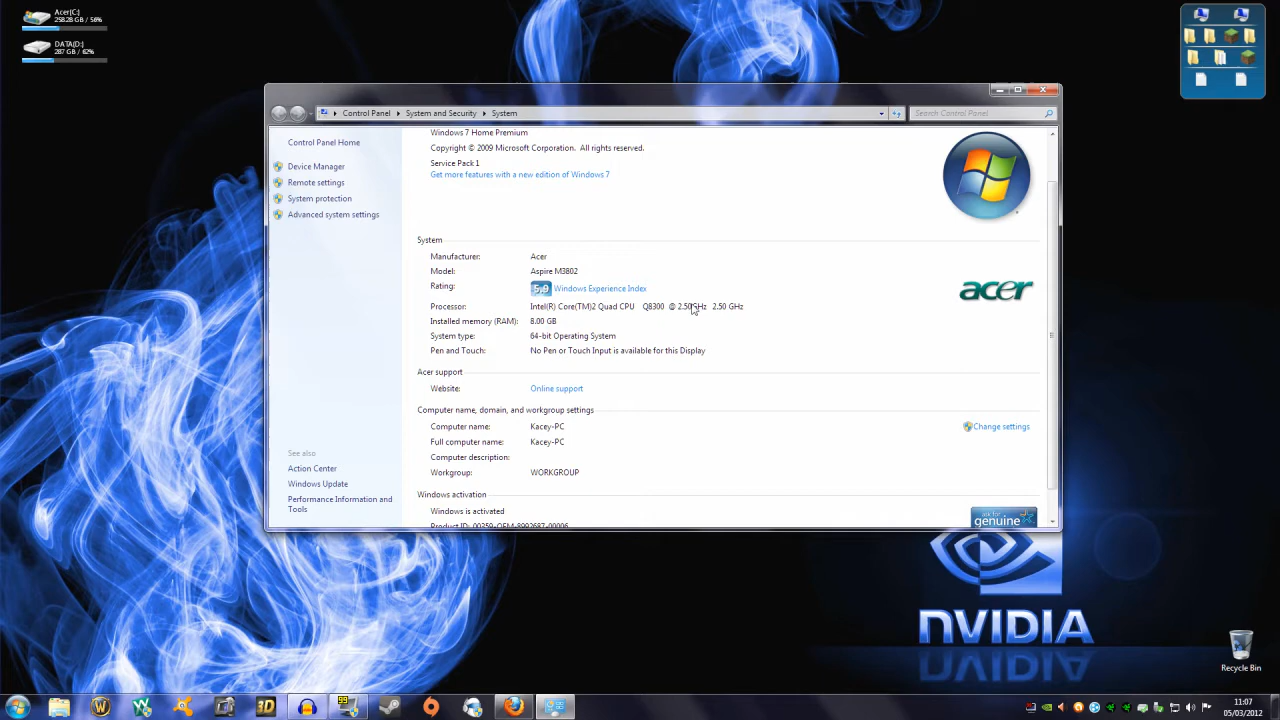 Acer(C:)
258.28 GB / 56%
DATA(D:)
287 GB / 62%
Control Panel
System and Security
System
Search Control Panel
Control Panel Home
Device Manager
Remote settings
System protection
Advanced system settings
See also
Action Center
Windows Update
Performance Information and
Tools
Windows 7 Home Premium
Copyright © 2009 Microsoft Corporation. All rights reserved.
Service Pack 1
Get more features with a new edition of Windows 7
System
Manufacturer: Acer
Model: Aspire M3802
Rating: 5.9 Windows Experience Index
Processor: Intel(R) Core(TM)2 Quad CPU Q8300 @ 2.50GHz 2.50 GHz
Installed memory (RAM): 8.00 GB
System type: 64-bit Operating System
Pen and Touch: No Pen or Touch Input is available for this Display
acer
Acer support
Website: Online support
Computer name, domain, and workgroup settings
Computer name: Kacey-PC
Change settings
Full computer name: Kacey-PC
Computer description:
Workgroup: WORKGROUP
Windows activation
Windows is activated
Product ID: 00359-OEM-8992687-00006
ask for
genuine
NVIDIA
Recycle Bin
3D
99
11:07
05/03/2012